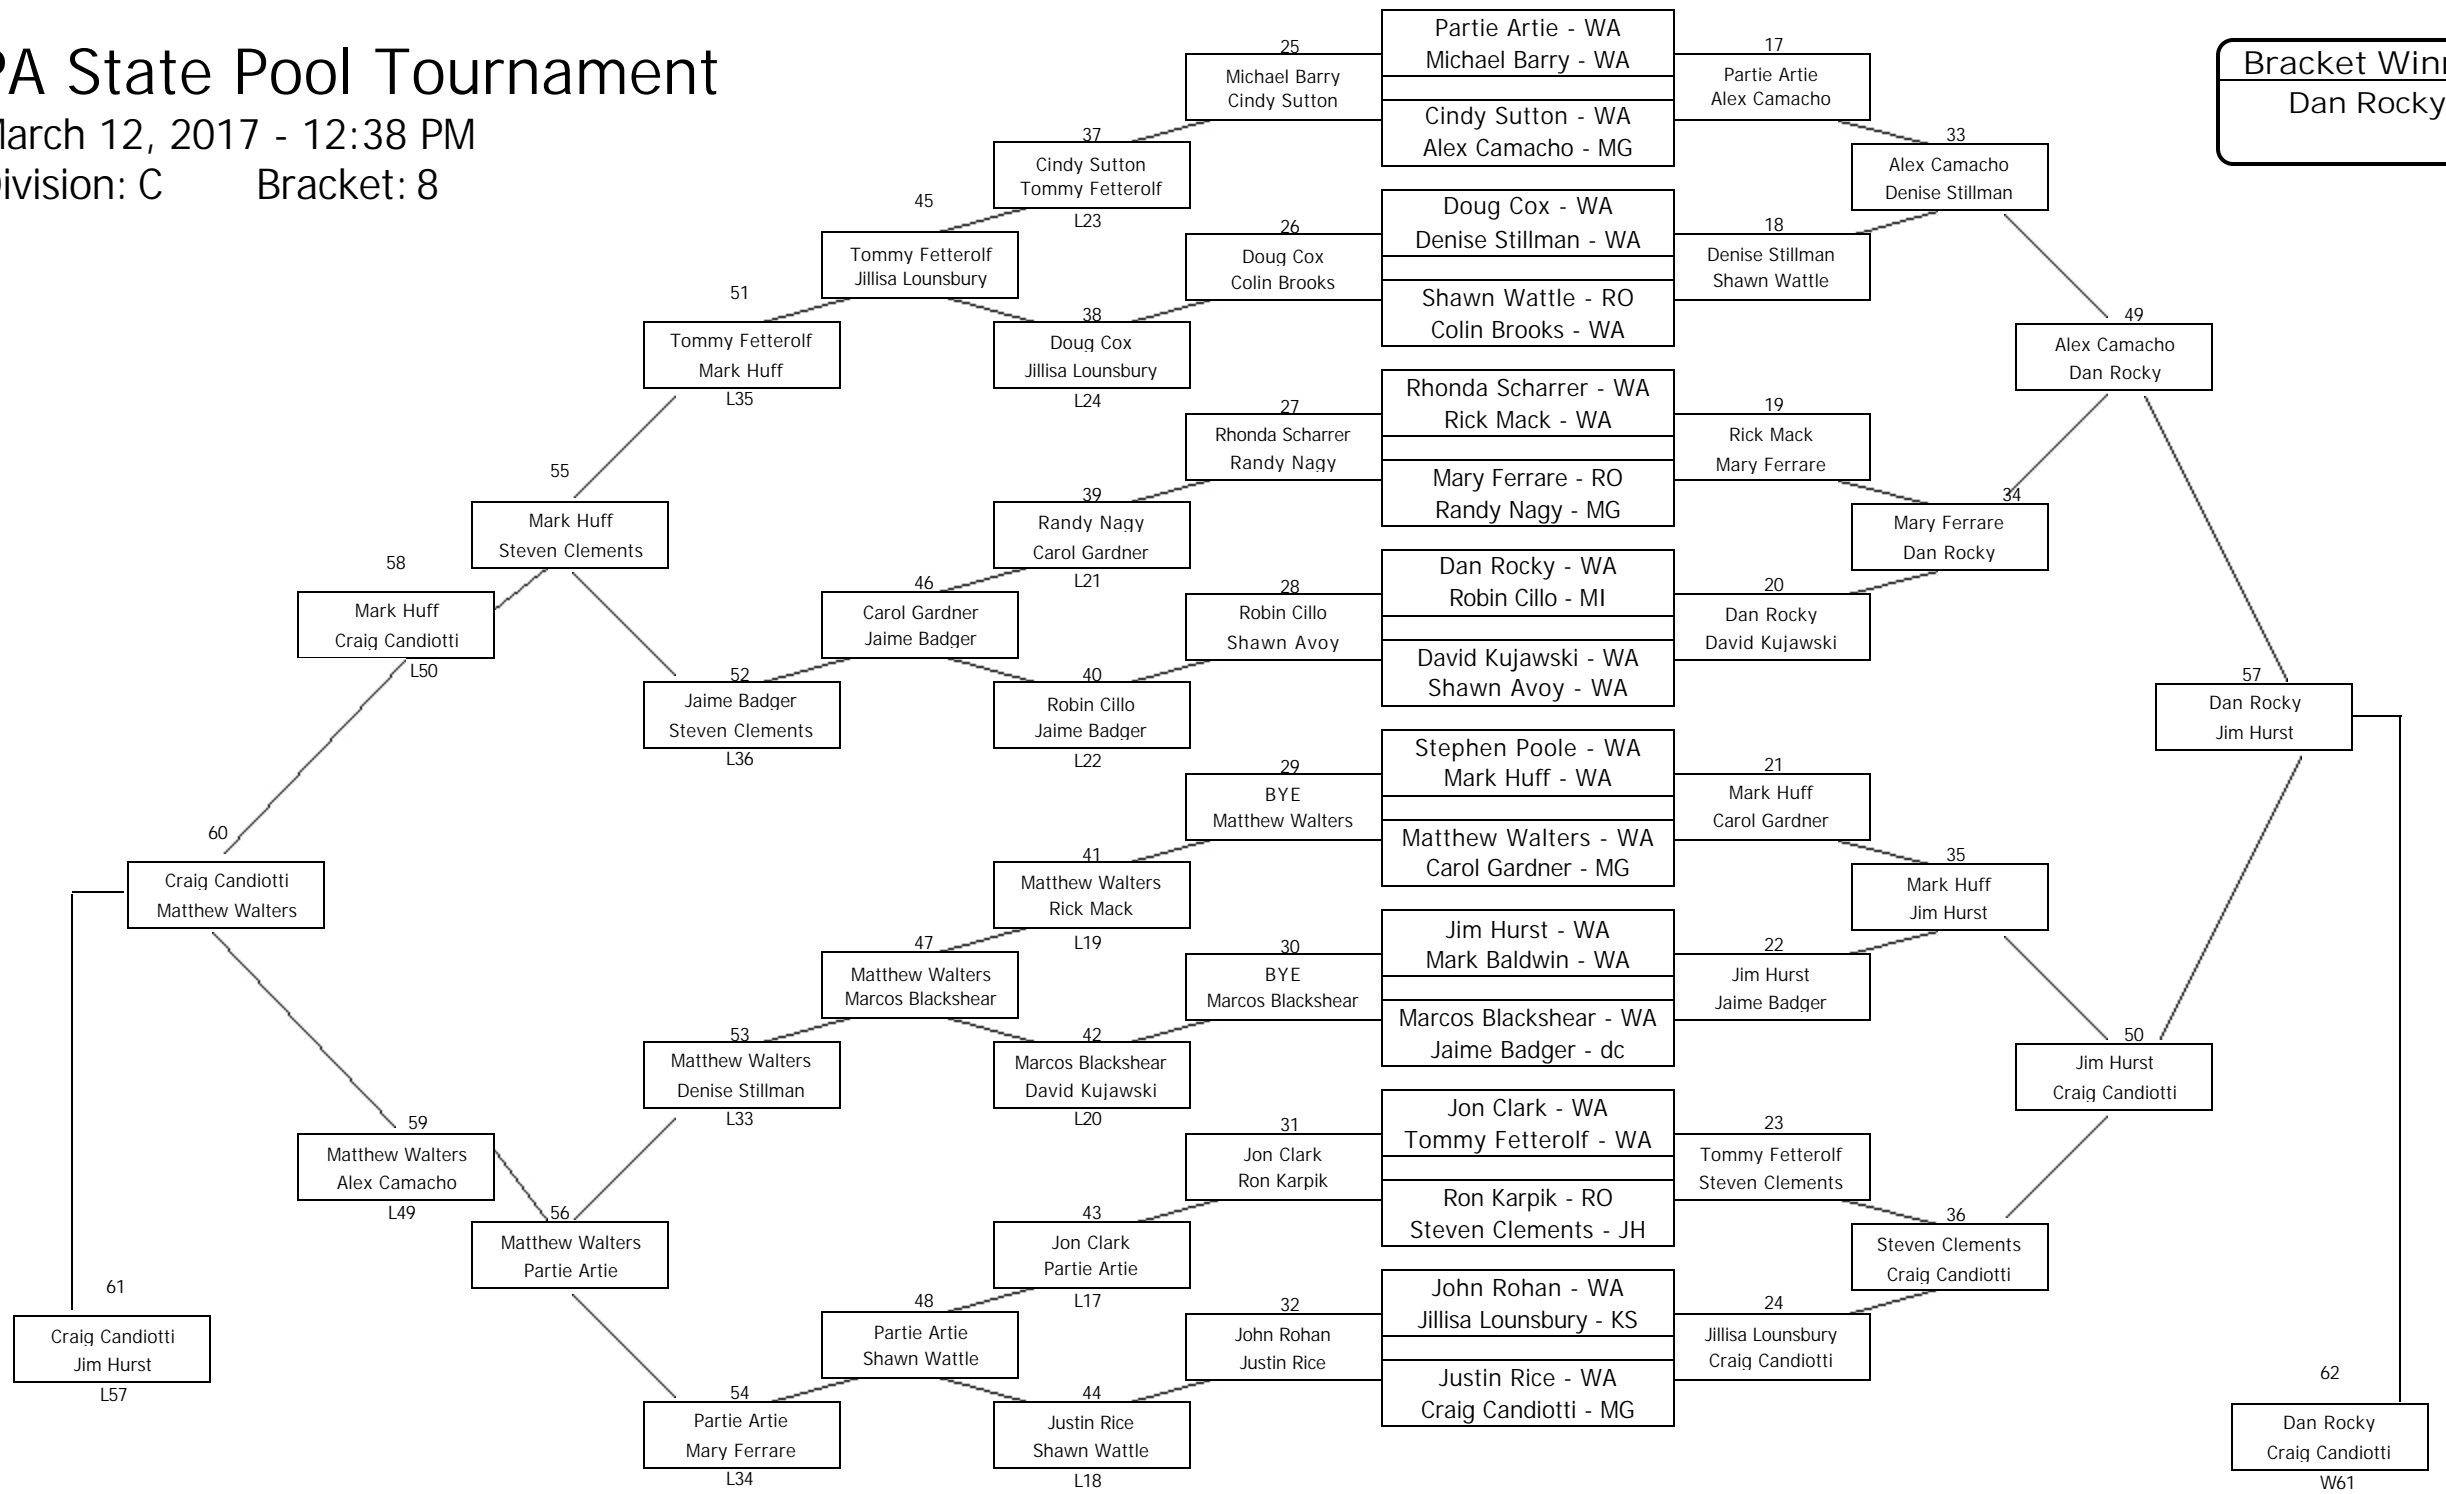 PA State Pool Tournament
March 12, 2017 - 12:38 PM
Division: C Bracket: 8
Bracket Winn
Dan Rocky
25
Michael Barry
Cindy Sutton
37
Cindy Sutton
Tommy Fetterolf
L23
45
Tommy Fetterolf
Jillisa Lounsbury
26
Doug Cox
Colin Brooks
38
Doug Cox
Jillisa Lounsbury
L24
51
Tommy Fetterolf
Mark Huff
L35
27
Rhonda Scharrer
Randy Nagy
39
Randy Nagy
Carol Gardner
L21
55
Mark Huff
Steven Clements
58
Mark Huff
Craig Candiotti
L50
46
Carol Gardner
Jaime Badger
28
Robin Cillo
Shawn Avoy
40
Robin Cillo
Jaime Badger
L22
52
Jaime Badger
Steven Clements
L36
29
BYE
Matthew Walters
41
Matthew Walters
Rick Mack
L19
60
Craig Candiotti
Matthew Walters
47
Matthew Walters
Marcos Blackshear
30
BYE
Marcos Blackshear
42
Marcos Blackshear
David Kujawski
L20
53
Matthew Walters
Denise Stillman
L33
59
Matthew Walters
Alex Camacho
L49
56
Matthew Walters
Partie Artie
31
Jon Clark
Ron Karpik
43
Jon Clark
Partie Artie
L17
48
Partie Artie
Shawn Wattle
32
John Rohan
Justin Rice
44
Justin Rice
Shawn Wattle
L18
54
Partie Artie
Mary Ferrare
L34
61
Craig Candiotti
Jim Hurst
L57
Partie Artie - WA
Michael Barry - WA
Cindy Sutton - WA
Alex Camacho - MG
Doug Cox - WA
Denise Stillman - WA
Shawn Wattle - RO
Colin Brooks - WA
Rhonda Scharrer - WA
Rick Mack - WA
Mary Ferrare - RO
Randy Nagy - MG
Dan Rocky - WA
Robin Cillo - MI
David Kujawski - WA
Shawn Avoy - WA
Stephen Poole - WA
Mark Huff - WA
Matthew Walters - WA
Carol Gardner - MG
Jim Hurst - WA
Mark Baldwin - WA
Marcos Blackshear - WA
Jaime Badger - dc
Jon Clark - WA
Tommy Fetterolf - WA
Ron Karpik - RO
Steven Clements - JH
John Rohan - WA
Jillisa Lounsbury - KS
Justin Rice - WA
Craig Candiotti - MG
17
Partie Artie
Alex Camacho
33
Alex Camacho
Denise Stillman
18
Denise Stillman
Shawn Wattle
49
Alex Camacho
Dan Rocky
19
Rick Mack
Mary Ferrare
34
Mary Ferrare
Dan Rocky
20
Dan Rocky
David Kujawski
57
Dan Rocky
Jim Hurst
21
Mark Huff
Carol Gardner
35
Mark Huff
Jim Hurst
22
Jim Hurst
Jaime Badger
50
Jim Hurst
Craig Candiotti
23
Tommy Fetterolf
Steven Clements
36
Steven Clements
Craig Candiotti
24
Jillisa Lounsbury
Craig Candiotti
62
Dan Rocky
Craig Candiotti
W61